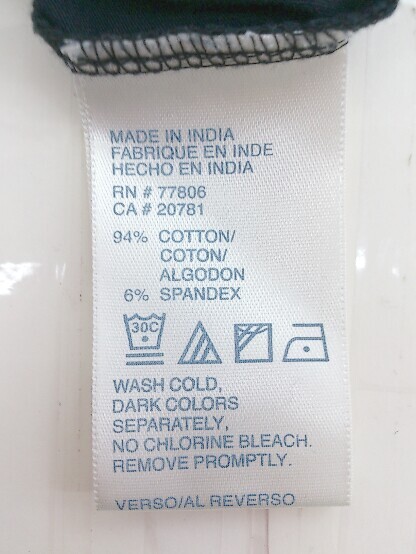 MADE IN INDIA
FABRIQUE EN INDE
HECHO EN INDIA
RN # 77806
CA # 20781
94% COTTON/
COTON/
ALGODON
6% SPANDEX
30C
WASH COLD,
DARK COLORS
SEPARATELY,
NO CHLORINE BLEACH.
REMOVE PROMPTLY.
VERSO/AL REVERSO